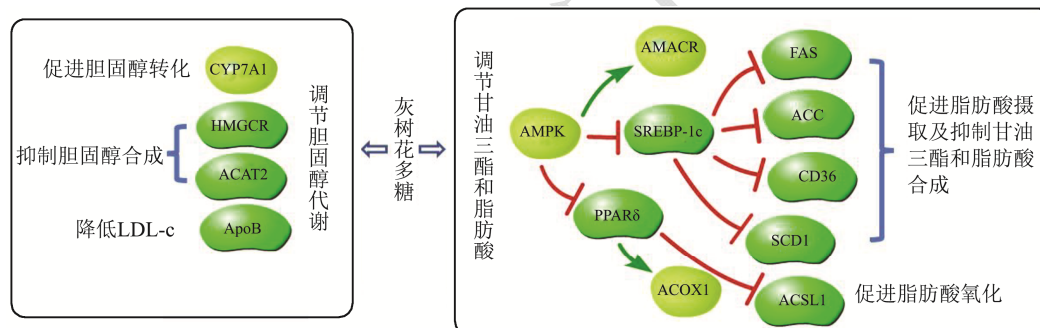 促进胆固醇转化
CYP7A1
HMGCR
抑制胆固醇合成
ACAT2
降低LDL-c
ApoB
调节胆固醇代谢
灰树花多糖
调节甘油三酯和脂肪酸
AMACR
AMPK
SREBP-1c
PPARδ
ACOX1
FAS
ACC
CD36
SCD1
ACSL1
促进脂肪酸摄
取及抑制甘油
三酯和脂肪酸
合成
促进脂肪酸氧化